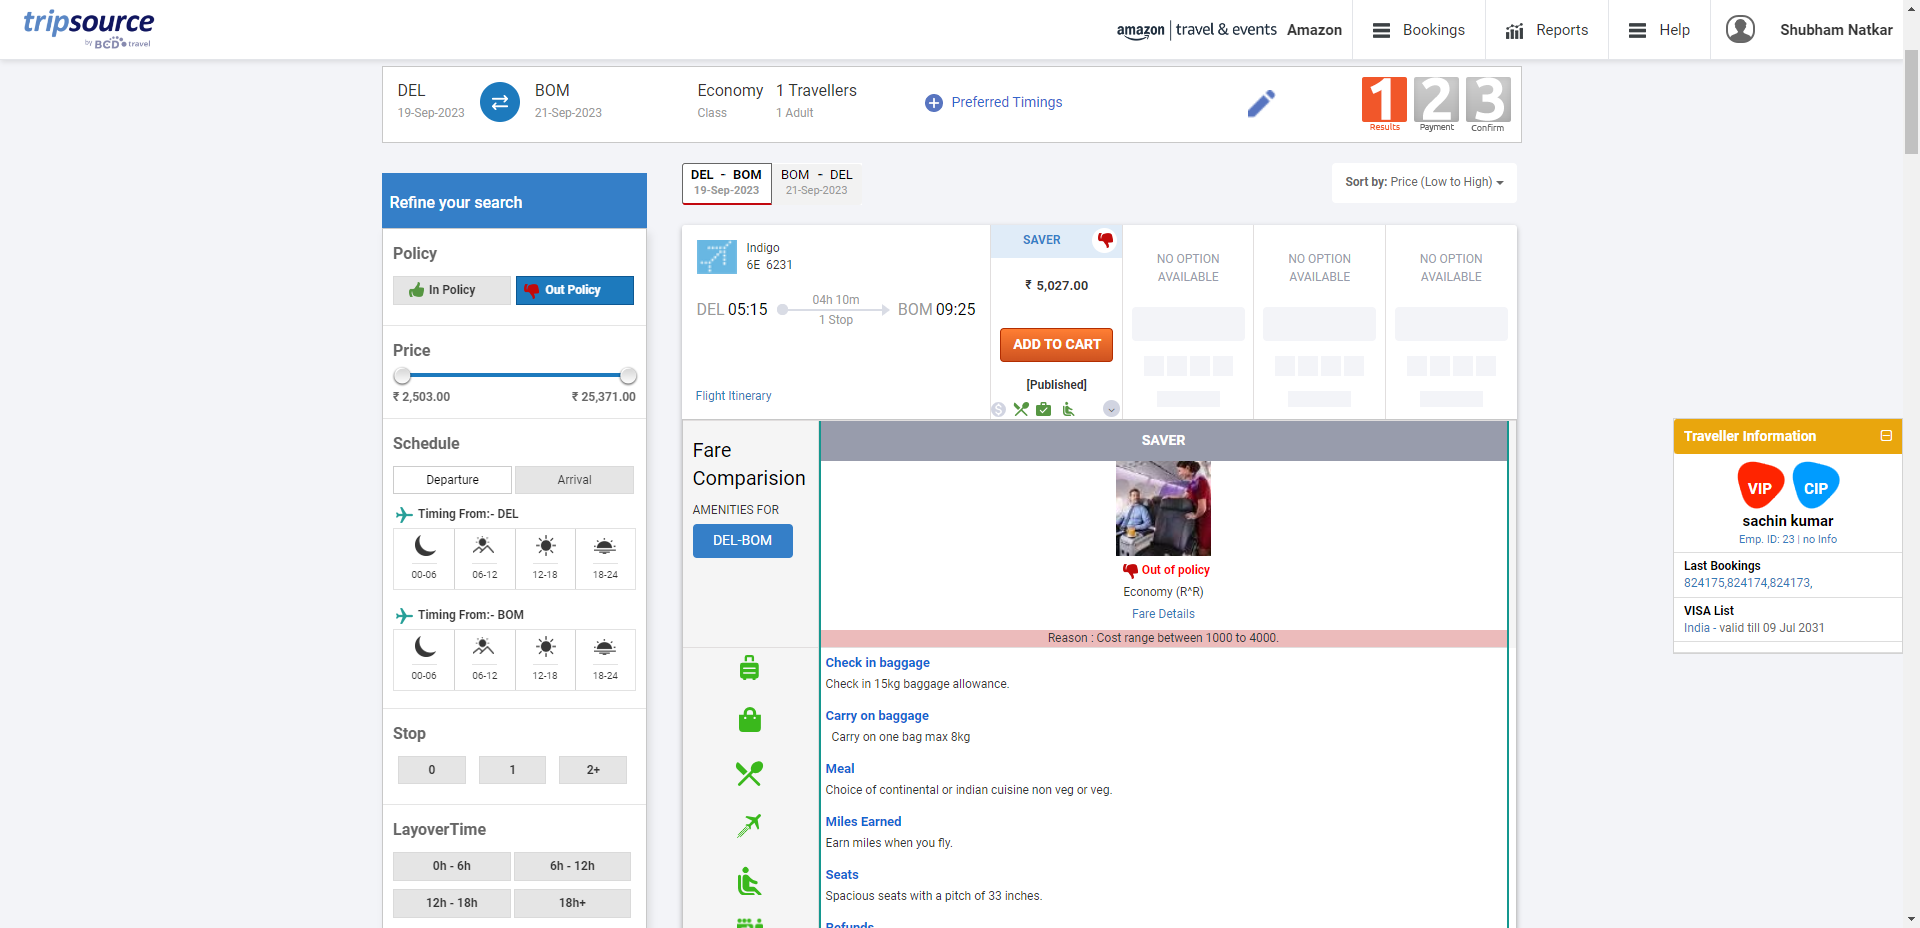 tripsource
by BCD travel
amazon travel & events Amazon
Bookings
Reports
Help
Shubham Natkar
DEL
19-Sep-2023
BOM
21-Sep-2023
Economy
Class
1 Travellers
1 Adult
Preferred Timings
1 2 3
Results Payment Confirm
Refine your search
Policy
In Policy
Out Policy
Price
₹ 2,503.00 ₹ 25,371.00
Schedule
Departure
Arrival
Timing From:- DEL
00-06 06-12 12-18 18-24
Timing From:- BOM
00-06 06-12 12-18 18-24
Stop
0 1 2+
LayoverTime
0h - 6h 6h - 12h
12h - 18h 18h+
DEL - BOM
19-Sep-2023
BOM - DEL
21-Sep-2023
Sort by: Price (Low to High)
Indigo
6E 6231
DEL 05:15
04h 10m
1 Stop
BOM 09:25
Flight Itinerary
SAVER
₹ 5,027.00
ADD TO CART
[Published]
NO OPTION
AVAILABLE
NO OPTION
AVAILABLE
NO OPTION
AVAILABLE
Fare
Comparision
AMENITIES FOR
DEL-BOM
SAVER
Out of policy
Economy (R^R)
Fare Details
Reason : Cost range between 1000 to 4000.
Check in baggage
Check in 15kg baggage allowance.
Carry on baggage
Carry on one bag max 8kg
Meal
Choice of continental or indian cuisine non veg or veg.
Miles Earned
Earn miles when you fly.
Seats
Spacious seats with a pitch of 33 inches.
Refunds
Traveller Information
VIP CIP
sachin kumar
Emp. ID: 23 | no Info
Last Bookings
824175,824174,824173,
VISA List
India - valid till 09 Jul 2031